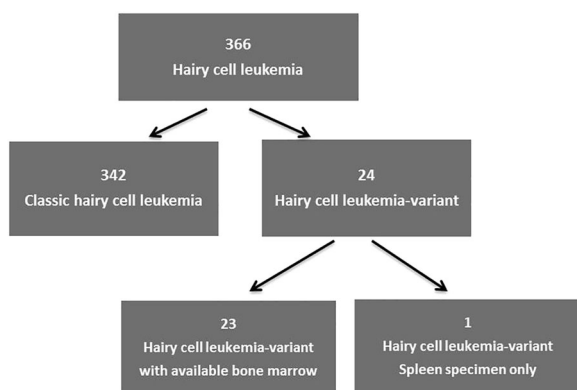 366
Hairy cell leukemia
342
Classic hairy cell leukemia
24
Hairy cell leukemia-variant
23
Hairy cell leukemia-variant
with available bone marrow
1
Hairy cell leukemia-variant
Spleen specimen only